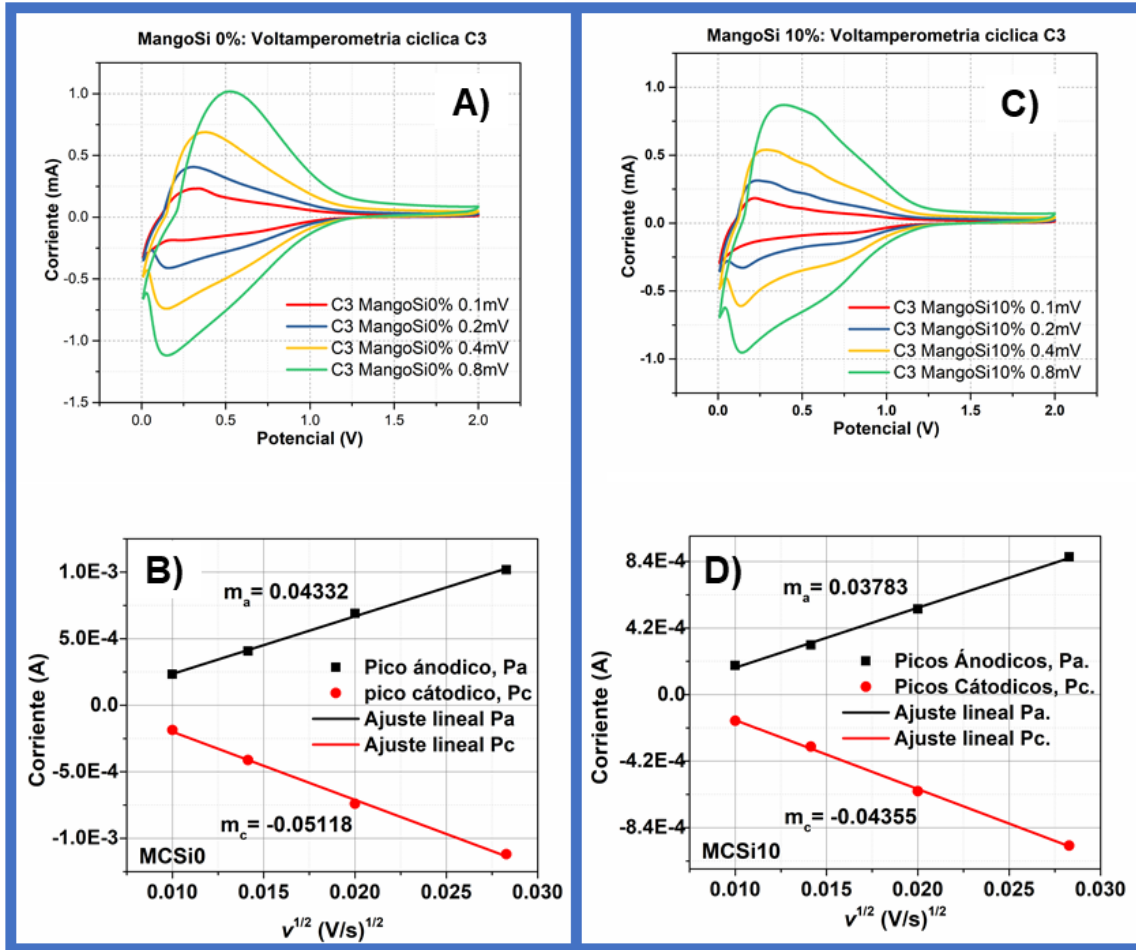 MangoSi 0%: Voltamperometria ciclica C3
A)
1.0
0.5
0.0
-0.5
-1.0
-1.5
Corriente (mA)
C3 MangoSi0% 0.1mV
C3 MangoSi0% 0.2mV
C3 MangoSi0% 0.4mV
C3 MangoSi0% 0.8mV
0.0 0.5 1.0 1.5 2.0
Potencial (V)
B)
1.0E-3
5.0E-4
0.0
-5.0E-4
-1.0E-3
Corriente (A)
ma= 0.04332
Pico ánodico, Pa
pico cátodico, Pc
Ajuste lineal Pa
Ajuste lineal Pc
mc = -0.05118
MCSi0
0.010 0.015 0.020 0.025 0.030
v1/2 (V/s)1/2
MangoSi 10%: Voltamperometria ciclica C3
C)
1.0
0.5
0.0
-0.5
-1.0
Corriente (mA)
C3 MangoSi10% 0.1mV
C3 MangoSi10% 0.2mV
C3 MangoSi10% 0.4mV
C3 MangoSi10% 0.8mV
0.0 0.5 1.0 1.5 2.0
Potencial (V)
D)
8.4E-4
4.2E-4
0.0
-4.2E-4
-8.4E-4
Corriente (A)
ma= 0.03783
Picos Ánodicos, Pa.
Picos Cátodicos, Pc.
Ajuste lineal Pa.
Ajuste lineal Pc.
mc = -0.04355
MCSi10
0.010 0.015 0.020 0.025 0.030
v1/2 (V/s)1/2